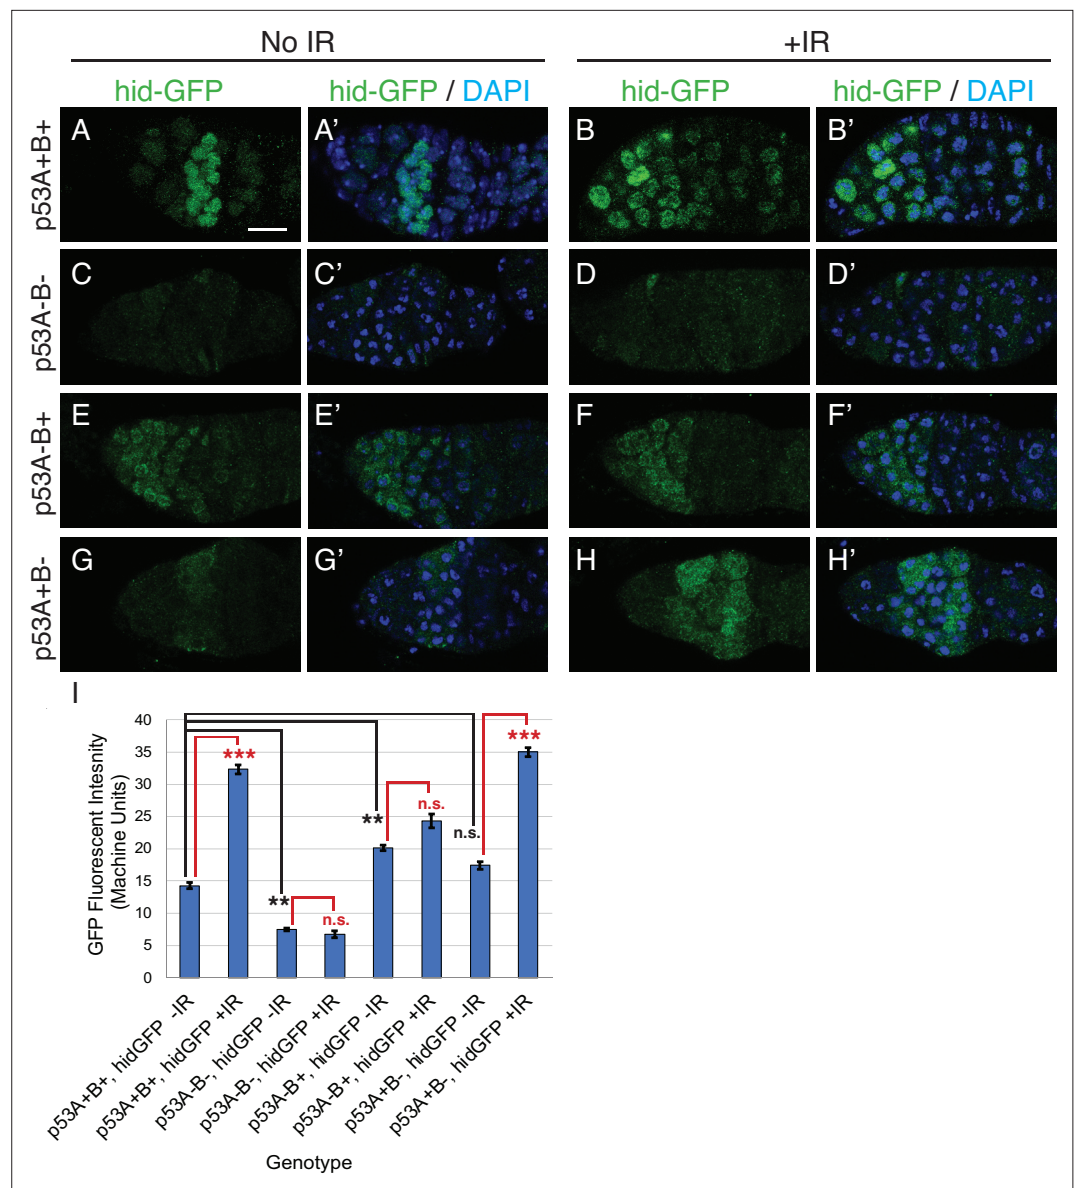 No IR +IR
hid-GFP hid-GFP / DAPI hid-GFP hid-GFP / DAPI
p53A+B+
A A’ B B’
p53A-B-
C C’ D D’
p53A-B+
E E’ F F’
p53A+B-
G G’ H H’
I
GFP Fluorescent Intesnity
(Machine Units)
40
35
30
25
20
15
10
5
0
***
**
n.s.
**
n.s.
n.s.
***
p53A+B+, hidGFP -IR
p53A+B+, hidGFP +IR
p53A-B-, hidGFP -IR
p53A-B-, hidGFP +IR
p53A-B+, hidGFP -IR
p53A-B+, hidGFP +IR
p53A+B-, hidGFP -IR
p53A+B-, hidGFP +IR
Genotype